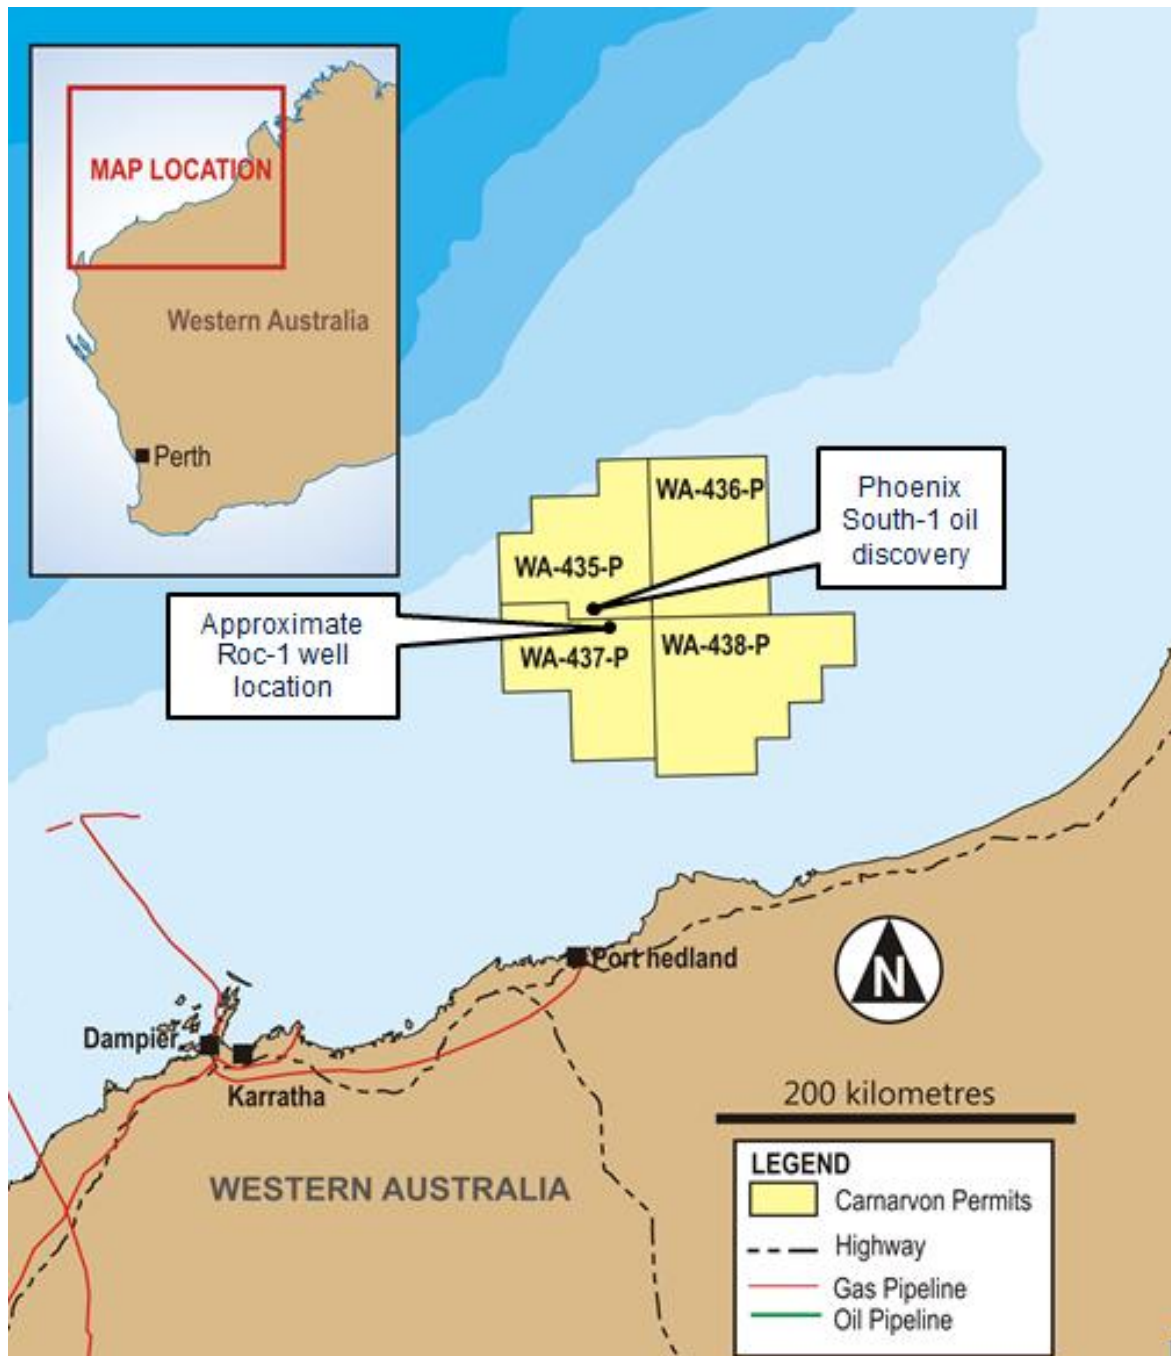 MAP LOCATION
Western Australia
Perth
WA-436-P
Phoenix
South-1 oil
discovery
WA-435-P
Approximate
Roc-1 well
location
WA-437-P
WA-438-P
Port hedland
N
Dampier
Karratha
200 kilometres
WESTERN AUSTRALIA
LEGEND
Carnarvon Permits
Highway
Gas Pipeline
Oil Pipeline